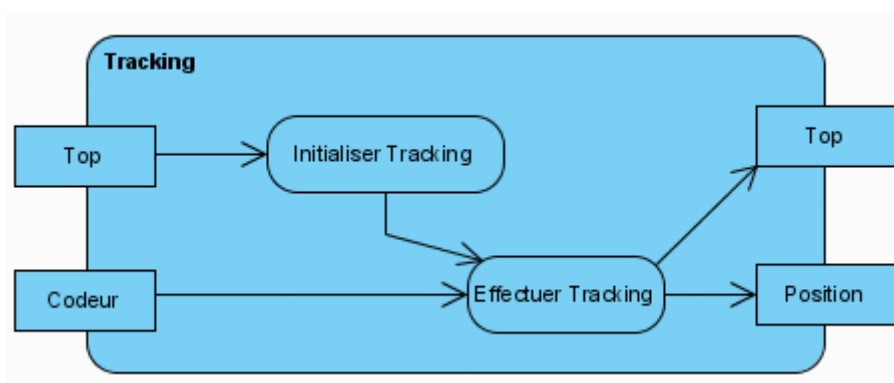 Tracking
Top
Initialiser Tracking
Top
Codeur
Effectuer Tracking
Position